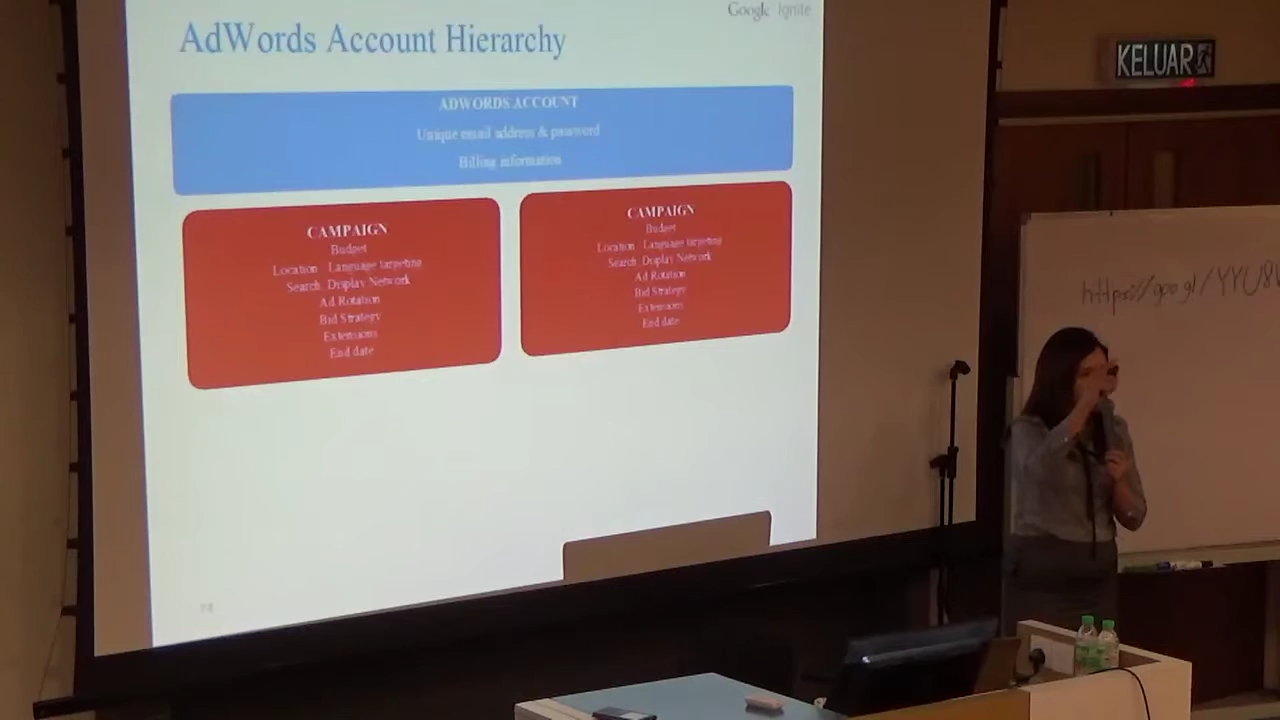 Google Ignite
AdWords Account Hierarchy
ADWORDS ACCOUNT
Unique email address & password
Billing information
CAMPAIGN
Budget
Location Language targeting
Search, Display Network
Ad Rotation
Bid Strategy
Extensions
End date
CAMPAIGN
Budget
Location Language targeting
Search, Display Network
Ad Rotation
Bid Strategy
Extensions
End date
KELUAR